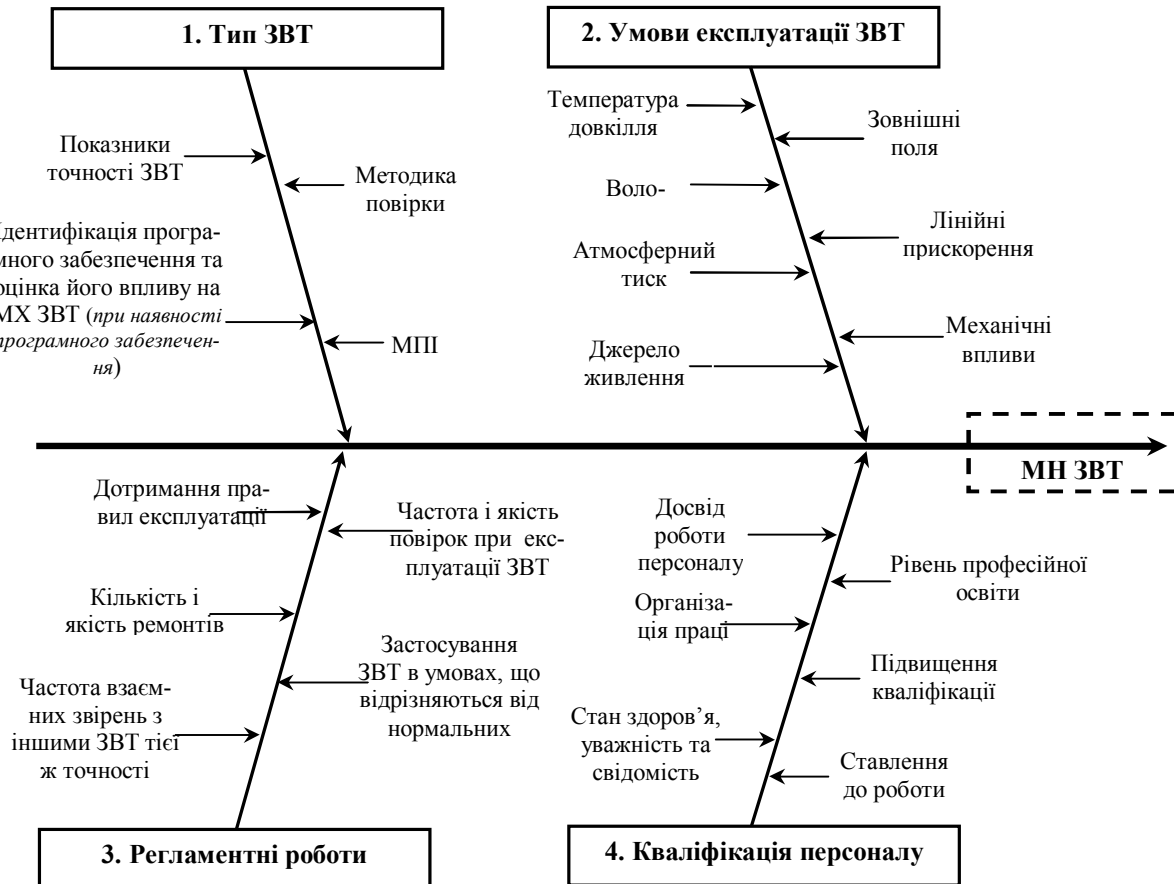 1. Тип ЗВТ
2. Умови експлуатації ЗВТ
Показники
точності ЗВТ
Методика
повірки
Ідентифікація програ-
много забезпечення та
оцінка його впливу на
МХ ЗВТ (при наявності
програмного забезпечен-
ня)
МПІ
Температура
довкілля
Зовнішні
поля
Воло-
Лінійні
прискорення
Атмосферний
тиск
Механічні
впливи
Джерело
живлення
МН ЗВТ
Дотримання пра-
вил експлуатації
Частота і якість
повірок при екс-
плуатації ЗВТ
Кількість і
якість ремонтів
Застосування
ЗВТ в умовах, що
відрізняються від
нормальних
Частота взаєм-
них звірень з
іншими ЗВТ тієї
ж точності
Досвід
роботи
персоналу
Рівень професійної
освіти
Організа-
ція праці
Підвищення
кваліфікації
Стан здоров’я,
уважність та
свідомість
Ставлення
до роботи
3. Регламентні роботи
4. Кваліфікація персоналу